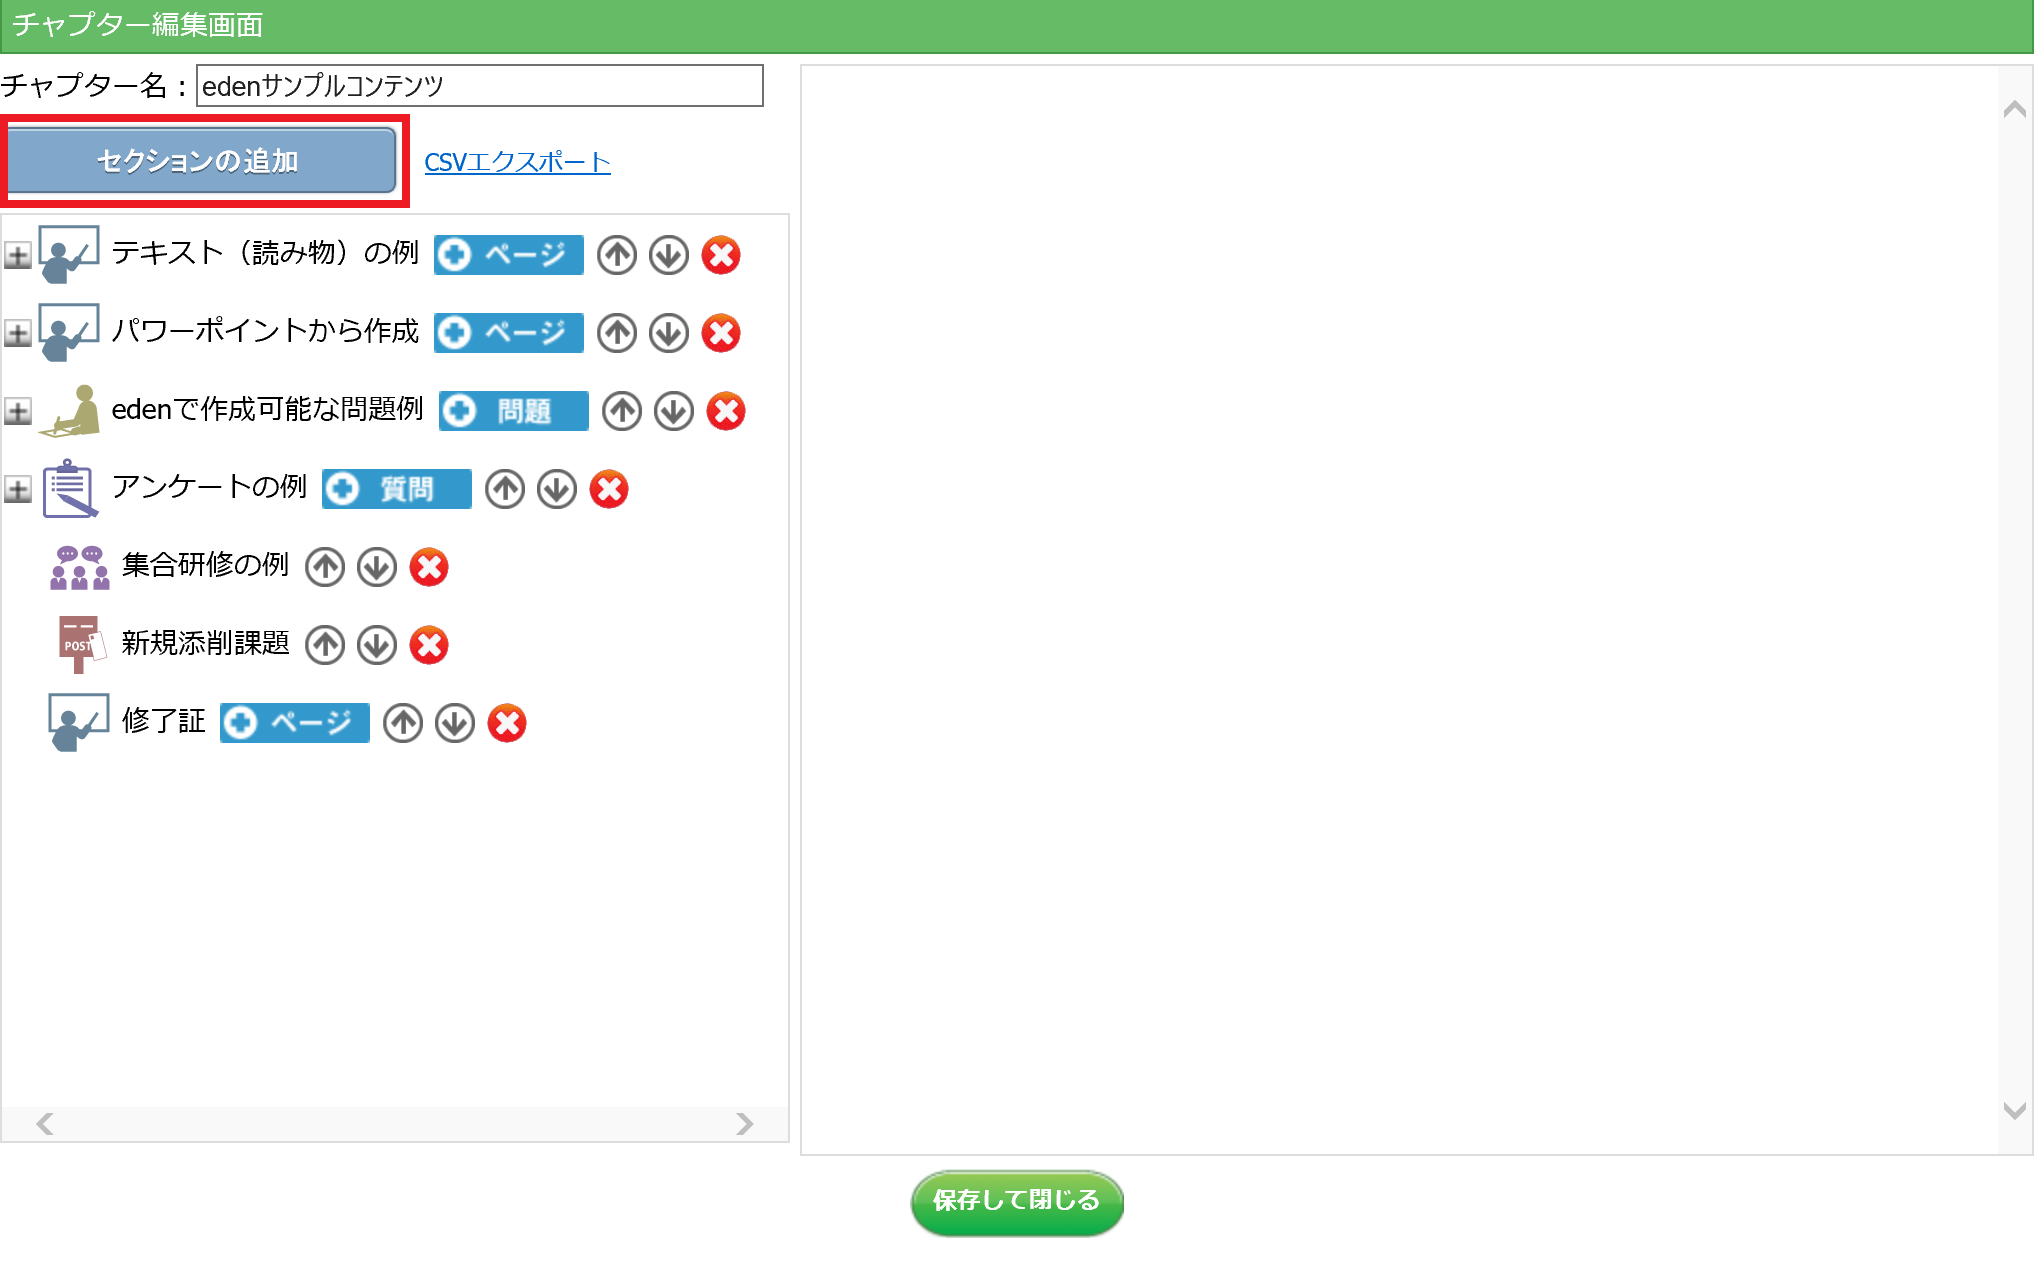 チャプター編集画面
チャプター名：edenサンプルコンテンツ
セクションの追加 CSVエクスポート
テキスト（読み物）の例 ページ
パワーポイントから作成 ページ
edenで作成可能な問題例 問題
アンケートの例 質問
集合研修の例
POST 新規添削課題
修了証 ページ
保存して閉じる